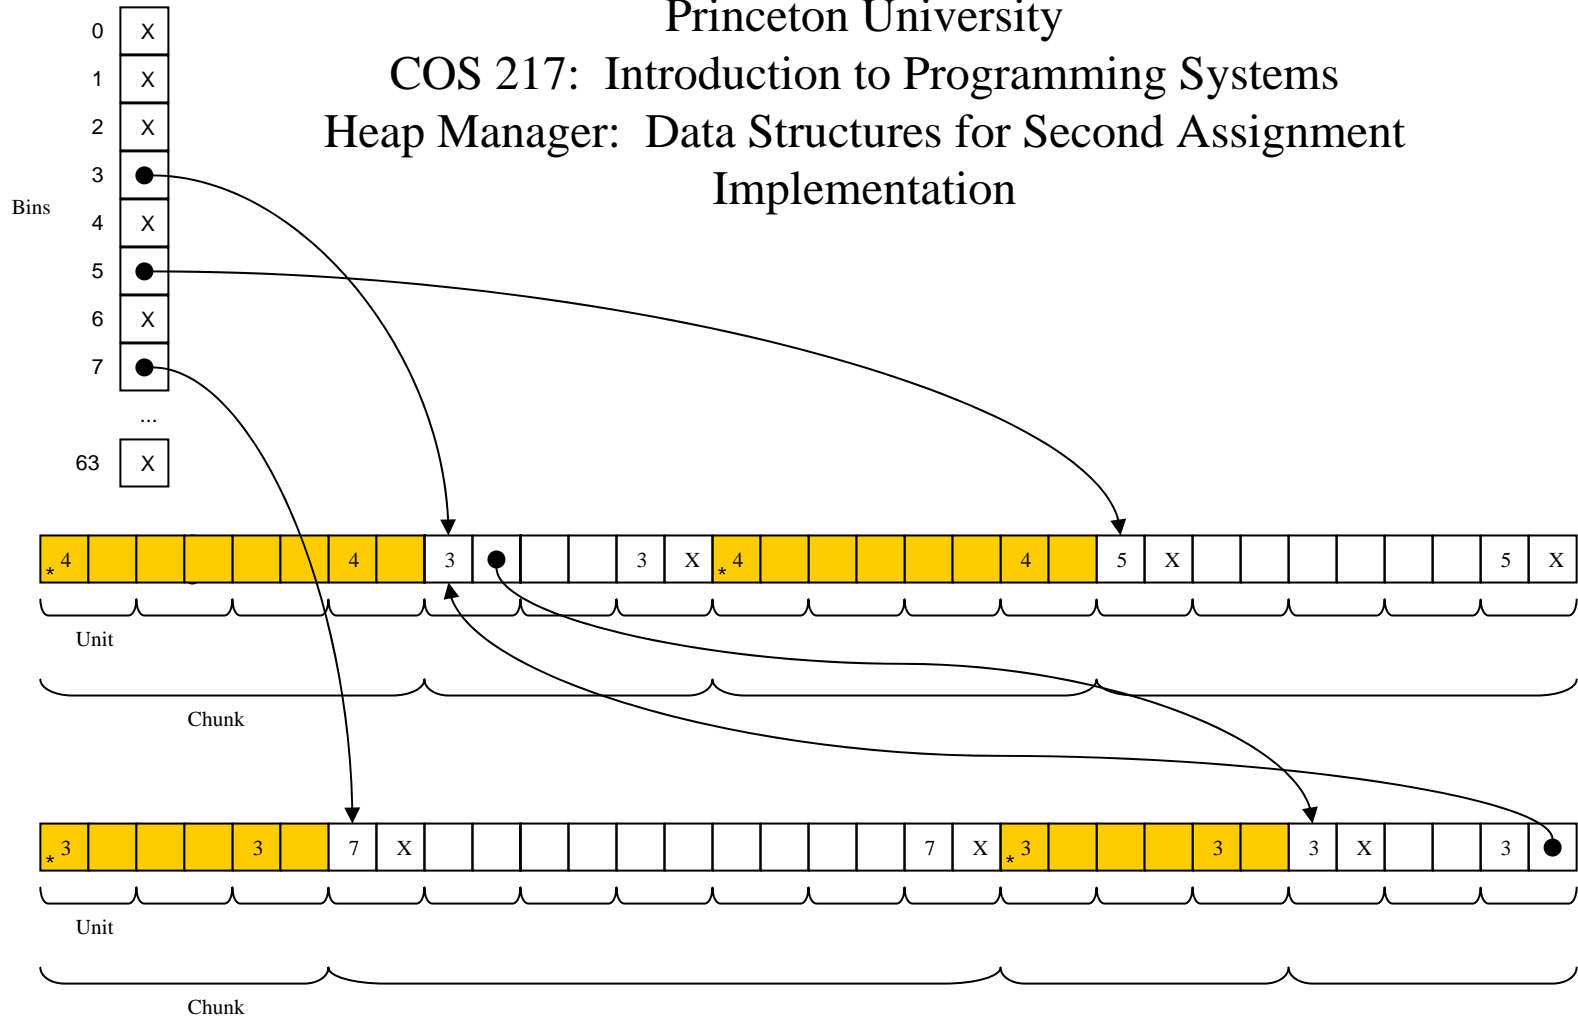 Princeton University
COS 217: Introduction to Programming Systems
Heap Manager: Data Structures for Second Assignment
Implementation
Bins
0 X
1 X
2 X
3
4 X
5
6 X
7
...
63 X
* 4 4 3 3 X * 4 4 5 X 5 X
Unit
Chunk
* 3 3 7 X 7 X * 3 3 3 X 3
Unit
Chunk